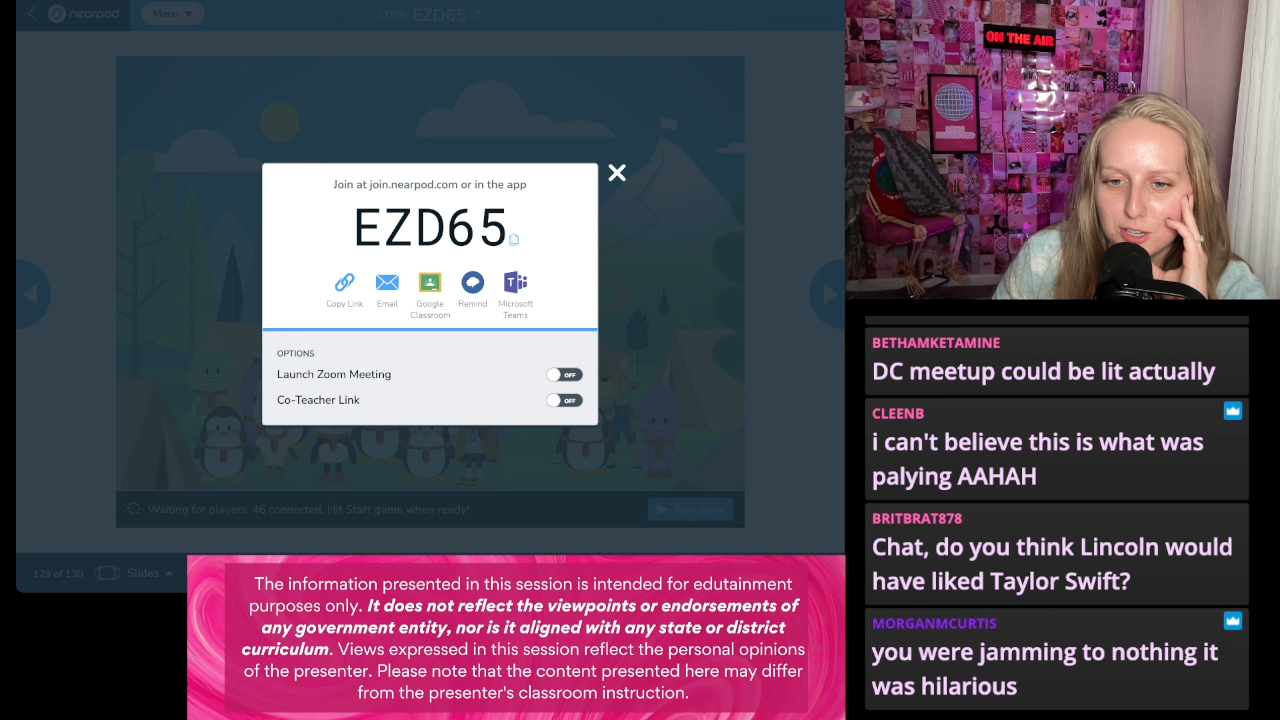 nearpod
Menu
CODE: EZD65
Join at join.nearpod.com or in the app
EZD65
Copy Link
Email
Google
Classroom
Remind
Microsoft
Teams
OPTIONS
Launch Zoom Meeting
OFF
Co-Teacher Link
OFF
Waiting for players, 46 connected. Hit Start game when ready!
Start game
129 of 130
Slides
The information presented in this session is intended for edutainment
purposes only. It does not reflect the viewpoints or endorsements of
any government entity, nor is it aligned with any state or district
curriculum. Views expressed in this session reflect the personal opinions
of the presenter. Please note that the content presented here may differ
from the presenter's classroom instruction.
ON THE AIR
BETHAMKETAMINE
DC meetup could be lit actually
CLEENB
i can't believe this is what was
palying AAHAH
BRITBRAT878
Chat, do you think Lincoln would
have liked Taylor Swift?
MORGANMCURTIS
you were jamming to nothing it
was hilarious